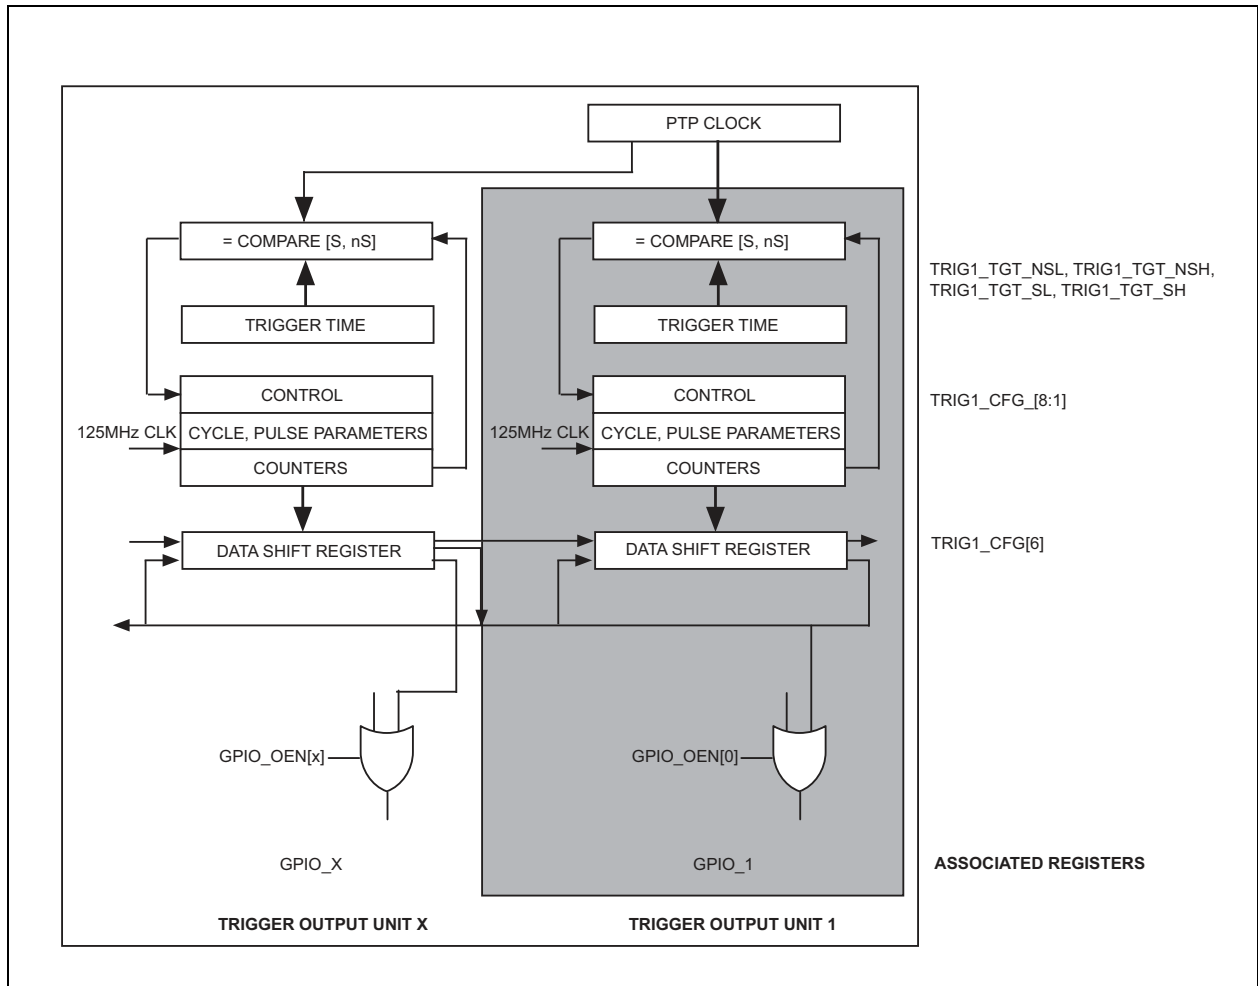 PTP CLOCK
= COMPARE [S, nS]
= COMPARE [S, nS]
TRIG1_TGT_NSL, TRIG1_TGT_NSH,
TRIG1_TGT_SL, TRIG1_TGT_SH
TRIGGER TIME
TRIGGER TIME
CONTROL
CONTROL
TRIG1_CFG_[8:1]
125MHz CLK
CYCLE, PULSE PARAMETERS
125MHz CLK
CYCLE, PULSE PARAMETERS
COUNTERS
COUNTERS
DATA SHIFT REGISTER
DATA SHIFT REGISTER
TRIG1_CFG[6]
GPIO_OEN[x]
GPIO_OEN[0]
GPIO_X
GPIO_1
ASSOCIATED REGISTERS
TRIGGER OUTPUT UNIT X
TRIGGER OUTPUT UNIT 1